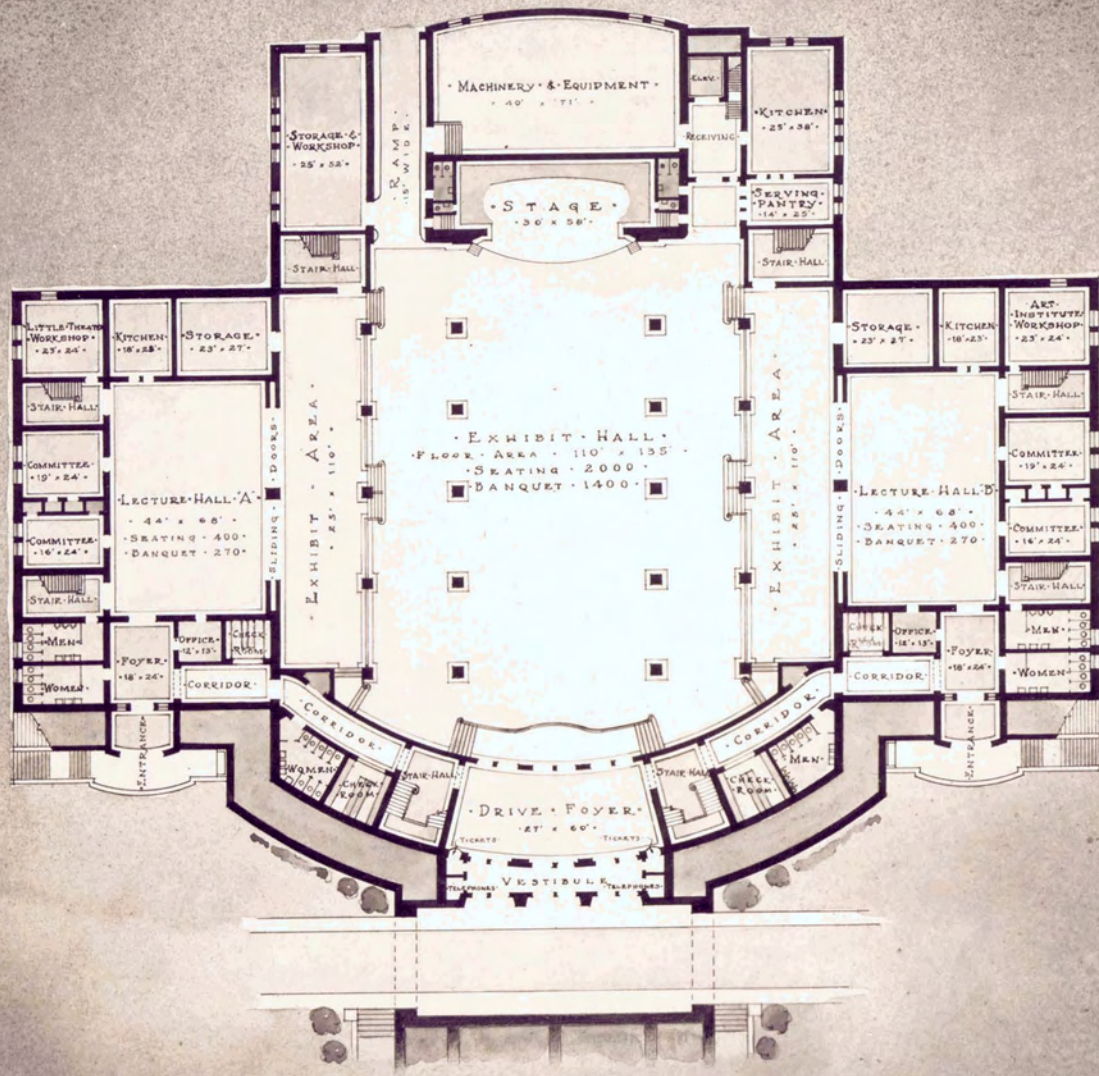 · MACHINERY · & · EQUIPMENT ·
· 40' × 71' ·
· ELEV. ·
· KITCHEN ·
· 25' × 38' ·
· STORAGE & ·
· WORKSHOP ·
· 25' × 52' ·
· RAMP ·
· 15' WIDE ·
· RECEIVING ·
· SERVING ·
· PANTRY ·
· 14' × 25' ·
· STAGE ·
· 30' × 58' ·
· STAIR · HALL ·
· STAIR · HALL ·
· LITTLE · THEATRE
WORKSHOP ·
· 23' × 24' ·
· KITCHEN ·
· STORAGE ·
· 23' × 27' ·
· STORAGE ·
· 23' × 27' ·
· KITCHEN ·
· 18' × 23' ·
· ART ·
INSTITUTE
WORKSHOP ·
· 23' × 24' ·
· STAIR · HALL ·
· COMMITTEE ·
· 19' × 24' ·
· COMMITTEE ·
· 16' × 24' ·
· STAIR · HALL ·
· LECTURE · HALL · "A" ·
· 44' × 68' ·
· SEATING · 400 ·
· BANQUET · 270 ·
· SLIDING · DOORS ·
· EXHIBIT · AREA ·
· 25' × 110' ·
· EXHIBIT · HALL ·
· FLOOR · AREA · 110' × 135' ·
· SEATING · 2000 ·
· BANQUET · 1400 ·
· EXHIBIT · AREA ·
· 25' × 110' ·
· SLIDING · DOORS ·
· LECTURE · HALL · "B" ·
· 44' × 68' ·
· SEATING · 400 ·
· BANQUET · 270 ·
· STAIR · HALL ·
· COMMITTEE ·
· 19' × 24' ·
· COMMITTEE ·
· 16' × 24' ·
· STAIR · HALL ·
· MEN ·
· WOMEN ·
· FOYER ·
· 18' × 24' ·
· OFFICE ·
· 12' × 13' ·
· CHECK ·
· ROOM ·
· CORRIDOR ·
· ENTRANCE ·
· CHECK ·
· ROOM ·
· OFFICE ·
· 12' × 13' ·
· FOYER ·
· 18' × 24' ·
· MEN ·
· WOMEN ·
· CORRIDOR ·
· ENTRANCE ·
· CORRIDOR ·
· CORRIDOR ·
· WOMEN ·
· CHECK ·
· ROOM ·
· STAIR · HALL ·
· STAIR · HALL ·
· CHECK ·
· ROOM ·
· MEN ·
· DRIVE · FOYER ·
· 27' × 60' ·
· TICKETS ·
· TICKETS ·
· VESTIBULE ·
· TELEPHONES ·
· TELEPHONES ·